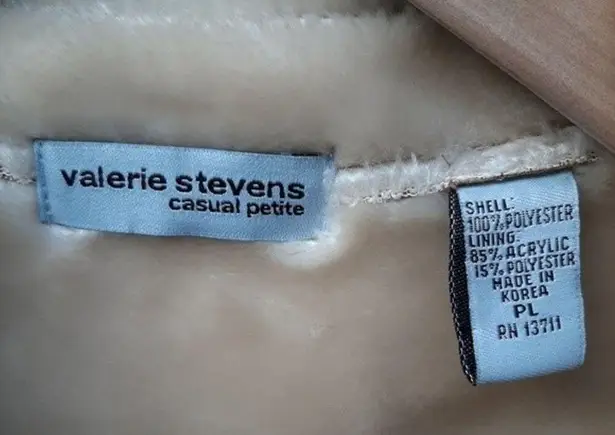 valerie stevens
casual petite
SHELL:
100% POLYESTER
LINING:
85% ACRYLIC
15% POLYESTER
MADE IN
KOREA
PL
RN 13711